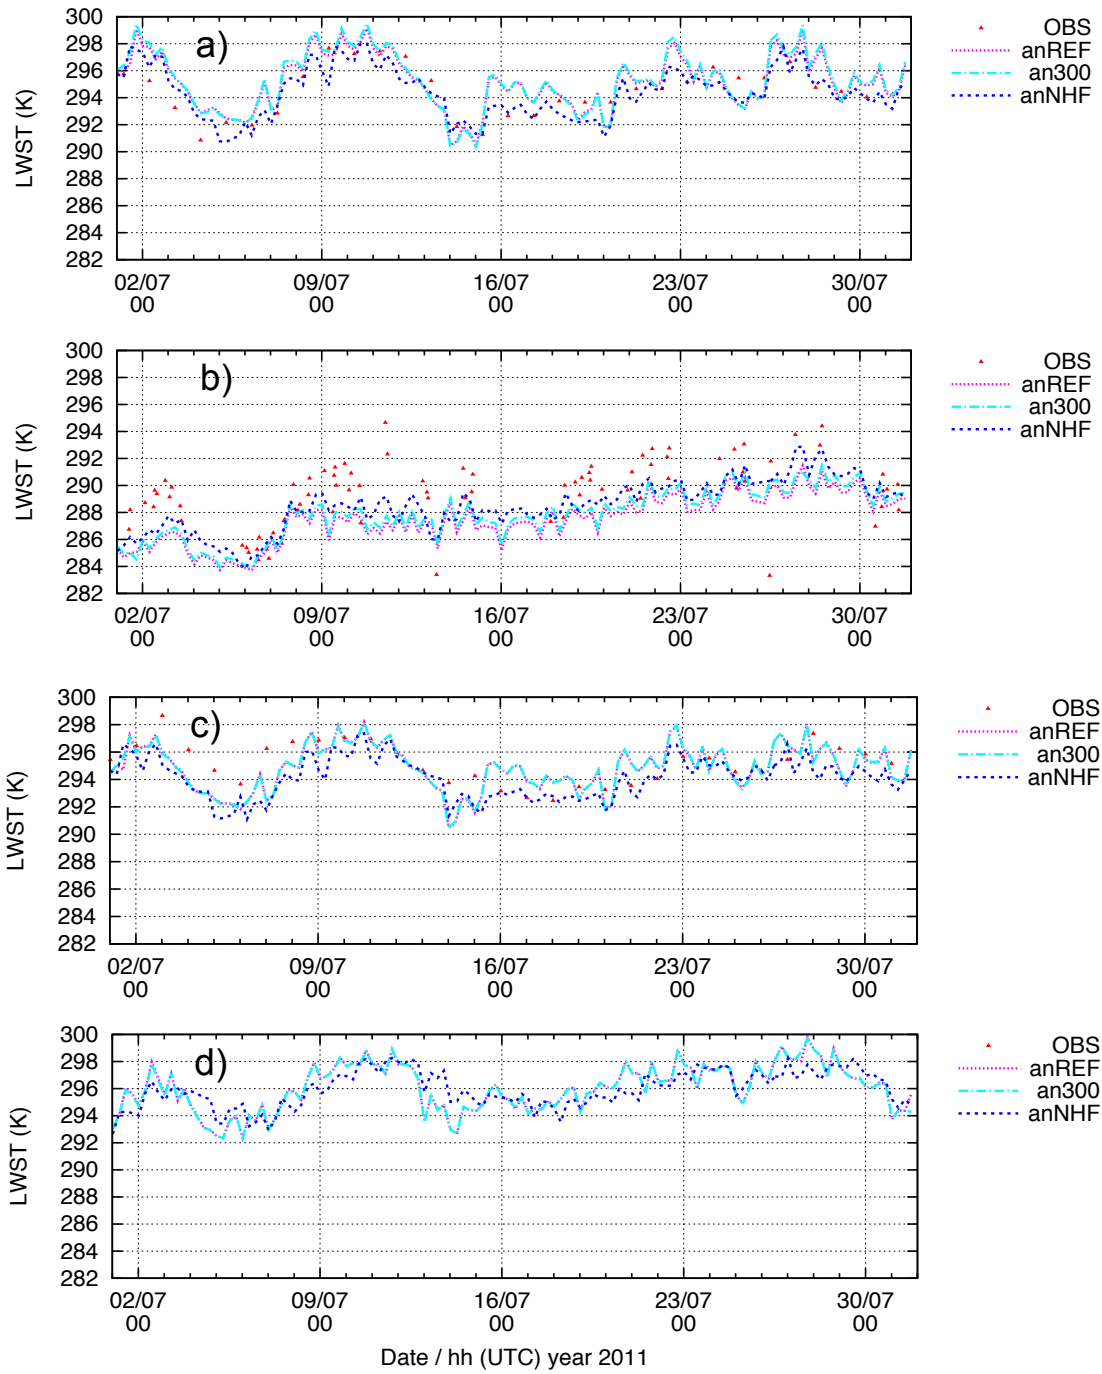 300
298
296
294
292
290
288
286
284
282
LWST (K)
a)
OBS
anREF
an300
anNHF
02/07 09/07 16/07 23/07 30/07
00 00 00 00 00
300
298
296
294
292
290
288
286
284
282
LWST (K)
b)
OBS
anREF
an300
anNHF
02/07 09/07 16/07 23/07 30/07
00 00 00 00 00
300
298
296
294
292
290
288
286
284
282
LWST (K)
c)
OBS
anREF
an300
anNHF
02/07 09/07 16/07 23/07 30/07
00 00 00 00 00
300
298
296
294
292
290
288
286
284
282
LWST (K)
d)
OBS
anREF
an300
anNHF
02/07 09/07 16/07 23/07 30/07
00 00 00 00 00
Date / hh (UTC) year 2011